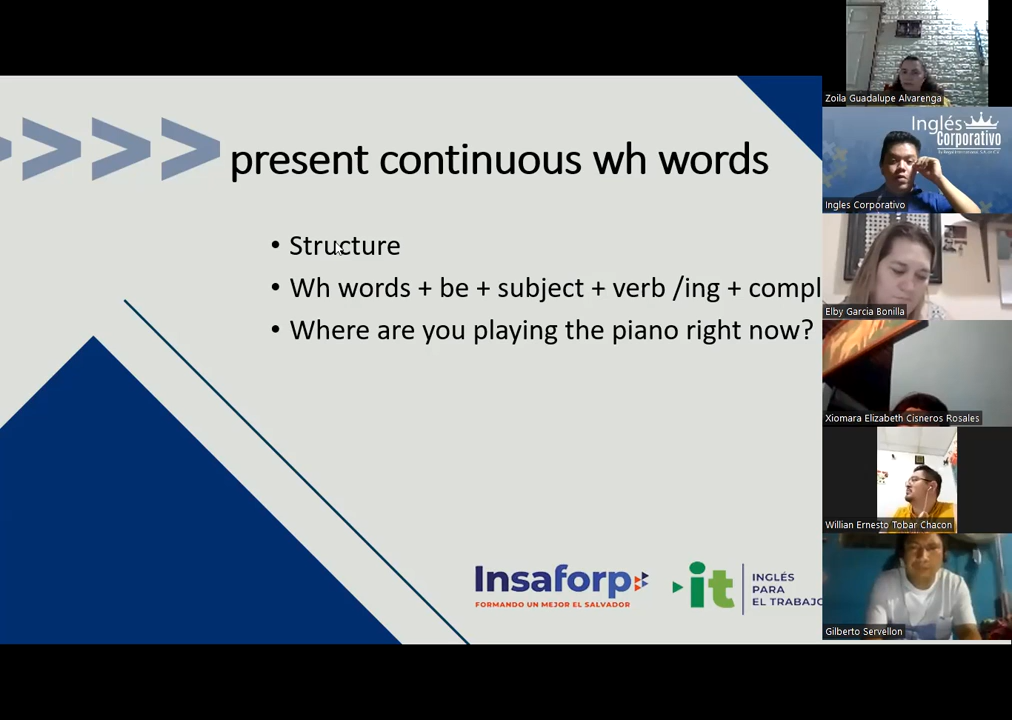 present continuous wh words
• Structure
• Wh words + be + subject + verb /ing + compl
• Where are you playing the piano right now?
Insaforp
FORMANDO UN MEJOR EL SALVADOR
it
INGLÉS
PARA
EL TRABAJO
Zoila Guadalupe Alvarenga
Inglés
Corporativo
Ingles Corporativo
Elby Garcia Bonilla
Xiomara Elizabeth Cisneros Rosales
Willian Ernesto Tobar Chacon
Gilberto Servellon